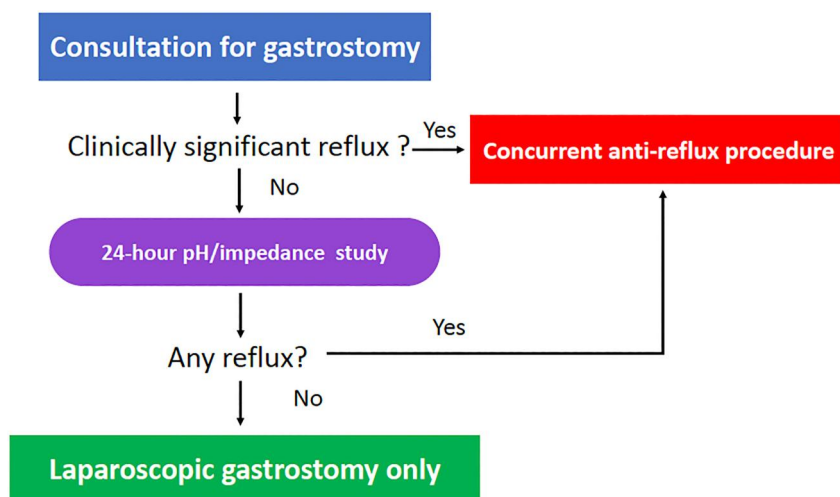 Consultation for gastrostomy
Clinically significant reflux ?
Yes
Concurrent anti-reflux procedure
No
24-hour pH/impedance study
Yes
Any reflux?
No
Laparoscopic gastrostomy only